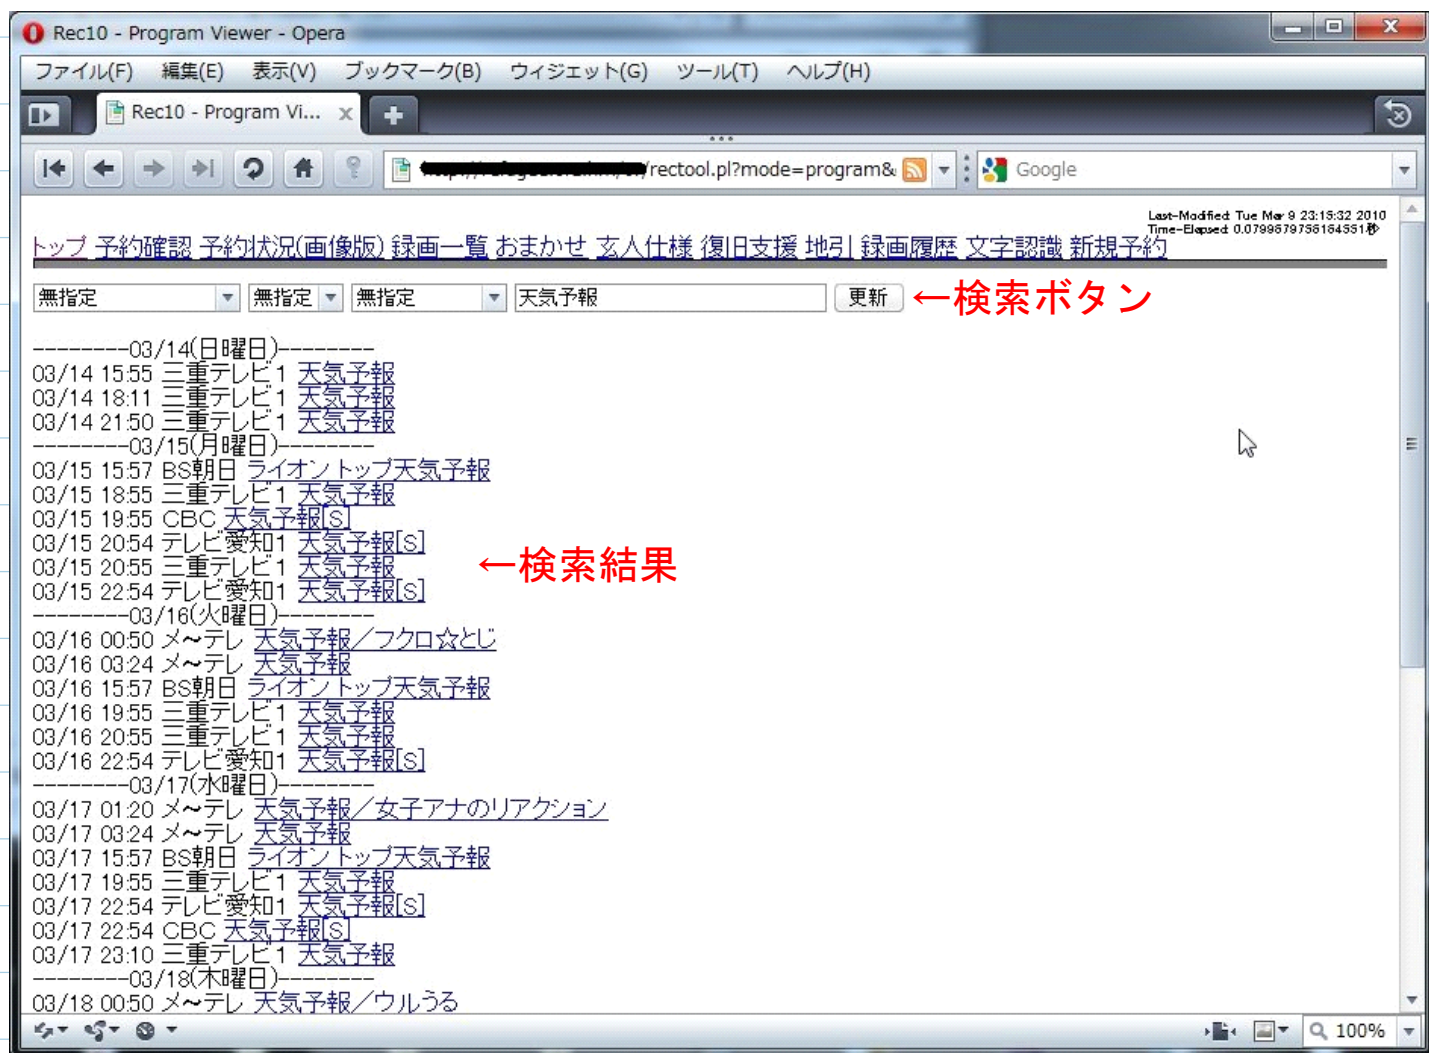 Rec10 - Program Viewer - Opera
ファイル(F) 編集(E) 表示(V) ブックマーク(B) ウィジェット(G) ツール(T) ヘルプ(H)
Rec10 - Program Vi...
/rectool.pl?mode=program& Google
Last-Modified: Tue Mar 9 23:15:32 2010
Time-Elapsed:
トップ 予約確認 予約状況(画像版) 録画一覧 おまかせ 玄人仕様 復旧支援 地引 録画履歴 文字認識 新規予約
無指定 無指定 無指定 天気予報 更新 ←検索ボタン
--------03/14(日曜日)--------
03/14 15:55 三重テレビ1 天気予報
03/14 18:11 三重テレビ1 天気予報
03/14 21:50 三重テレビ1 天気予報
--------03/15(月曜日)--------
03/15 15:57 BS朝日 ライオントップ天気予報
03/15 18:55 三重テレビ1 天気予報
03/15 19:55 CBC 天気予報[S]
03/15 20:54 テレビ愛知1 天気予報[S]
03/15 20:55 三重テレビ1 天気予報
←検索結果
03/15 22:54 テレビ愛知1 天気予報[S]
--------03/16(火曜日)--------
03/16 00:50 メ～テレ 天気予報／フクロ☆とじ
03/16 03:24 メ～テレ 天気予報
03/16 15:57 BS朝日 ライオントップ天気予報
03/16 19:55 三重テレビ1 天気予報
03/16 20:55 三重テレビ1 天気予報
03/16 22:54 テレビ愛知1 天気予報[S]
--------03/17(水曜日)--------
03/17 01:20 メ～テレ 天気予報／女子アナのリアクション
03/17 03:24 メ～テレ 天気予報
03/17 15:57 BS朝日 ライオントップ天気予報
03/17 19:55 三重テレビ1 天気予報
03/17 22:54 テレビ愛知1 天気予報[S]
03/17 22:54 CBC 天気予報[S]
03/17 23:10 三重テレビ1 天気予報
--------03/18(木曜日)--------
03/18 00:50 メ～テレ 天気予報／ウルうる
100%